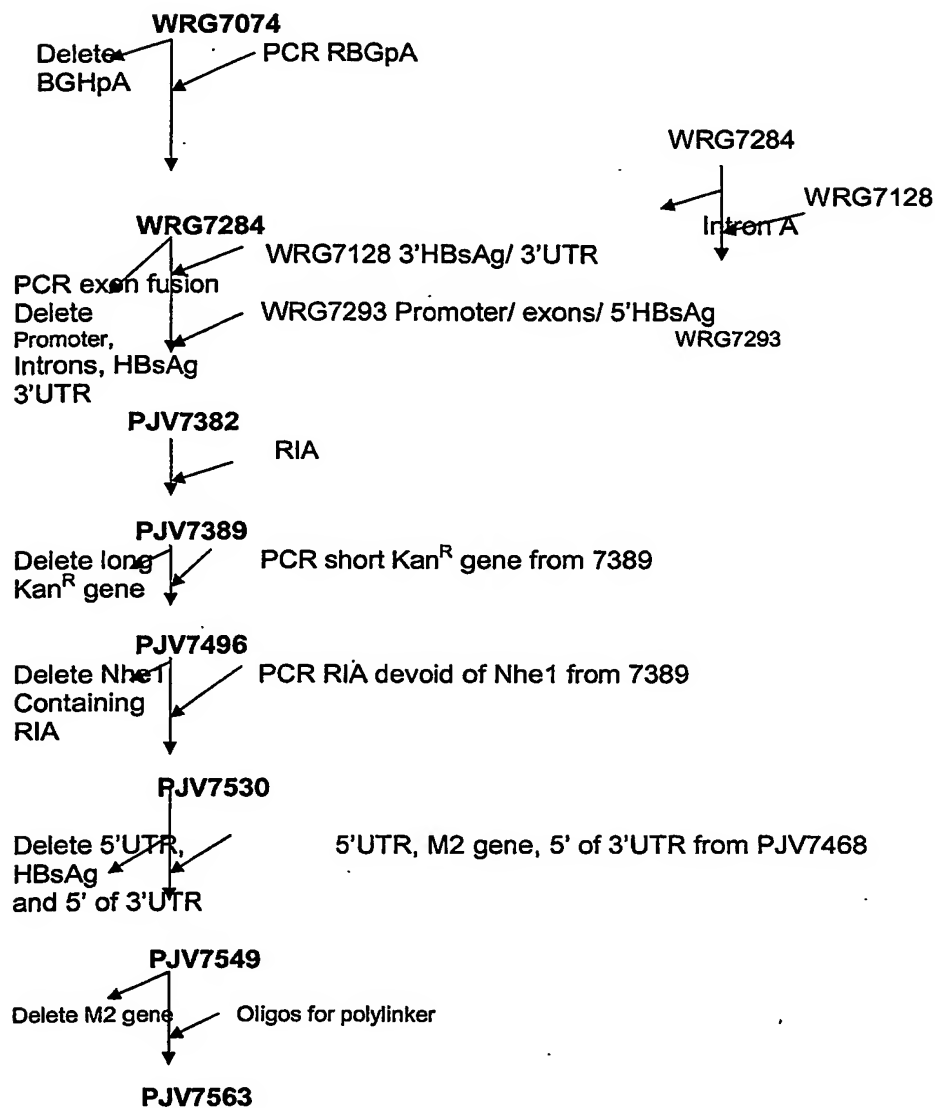 WRG7074
Delete
BGHpA
PCR RBGpA
WRG7284
WRG7128
Intron A
WRG7293
WRG7284
WRG7128 3'HBsAg/ 3'UTR
PCR exon fusion
Delete
Promoter,
Introns, HBsAg
3'UTR
WRG7293 Promoter/ exons/ 5'HBsAg
PJV7382
RIA
PJV7389
Delete long
Kan^R gene
PCR short Kan^R gene from 7389
PJV7496
Delete Nhe1
Containing
RIA
PCR RIA devoid of Nhe1 from 7389
PJV7530
Delete 5'UTR,
HBsAg
and 5' of 3'UTR
5'UTR, M2 gene, 5' of 3'UTR from PJV7468
PJV7549
Delete M2 gene
Oligos for polylinker
PJV7563